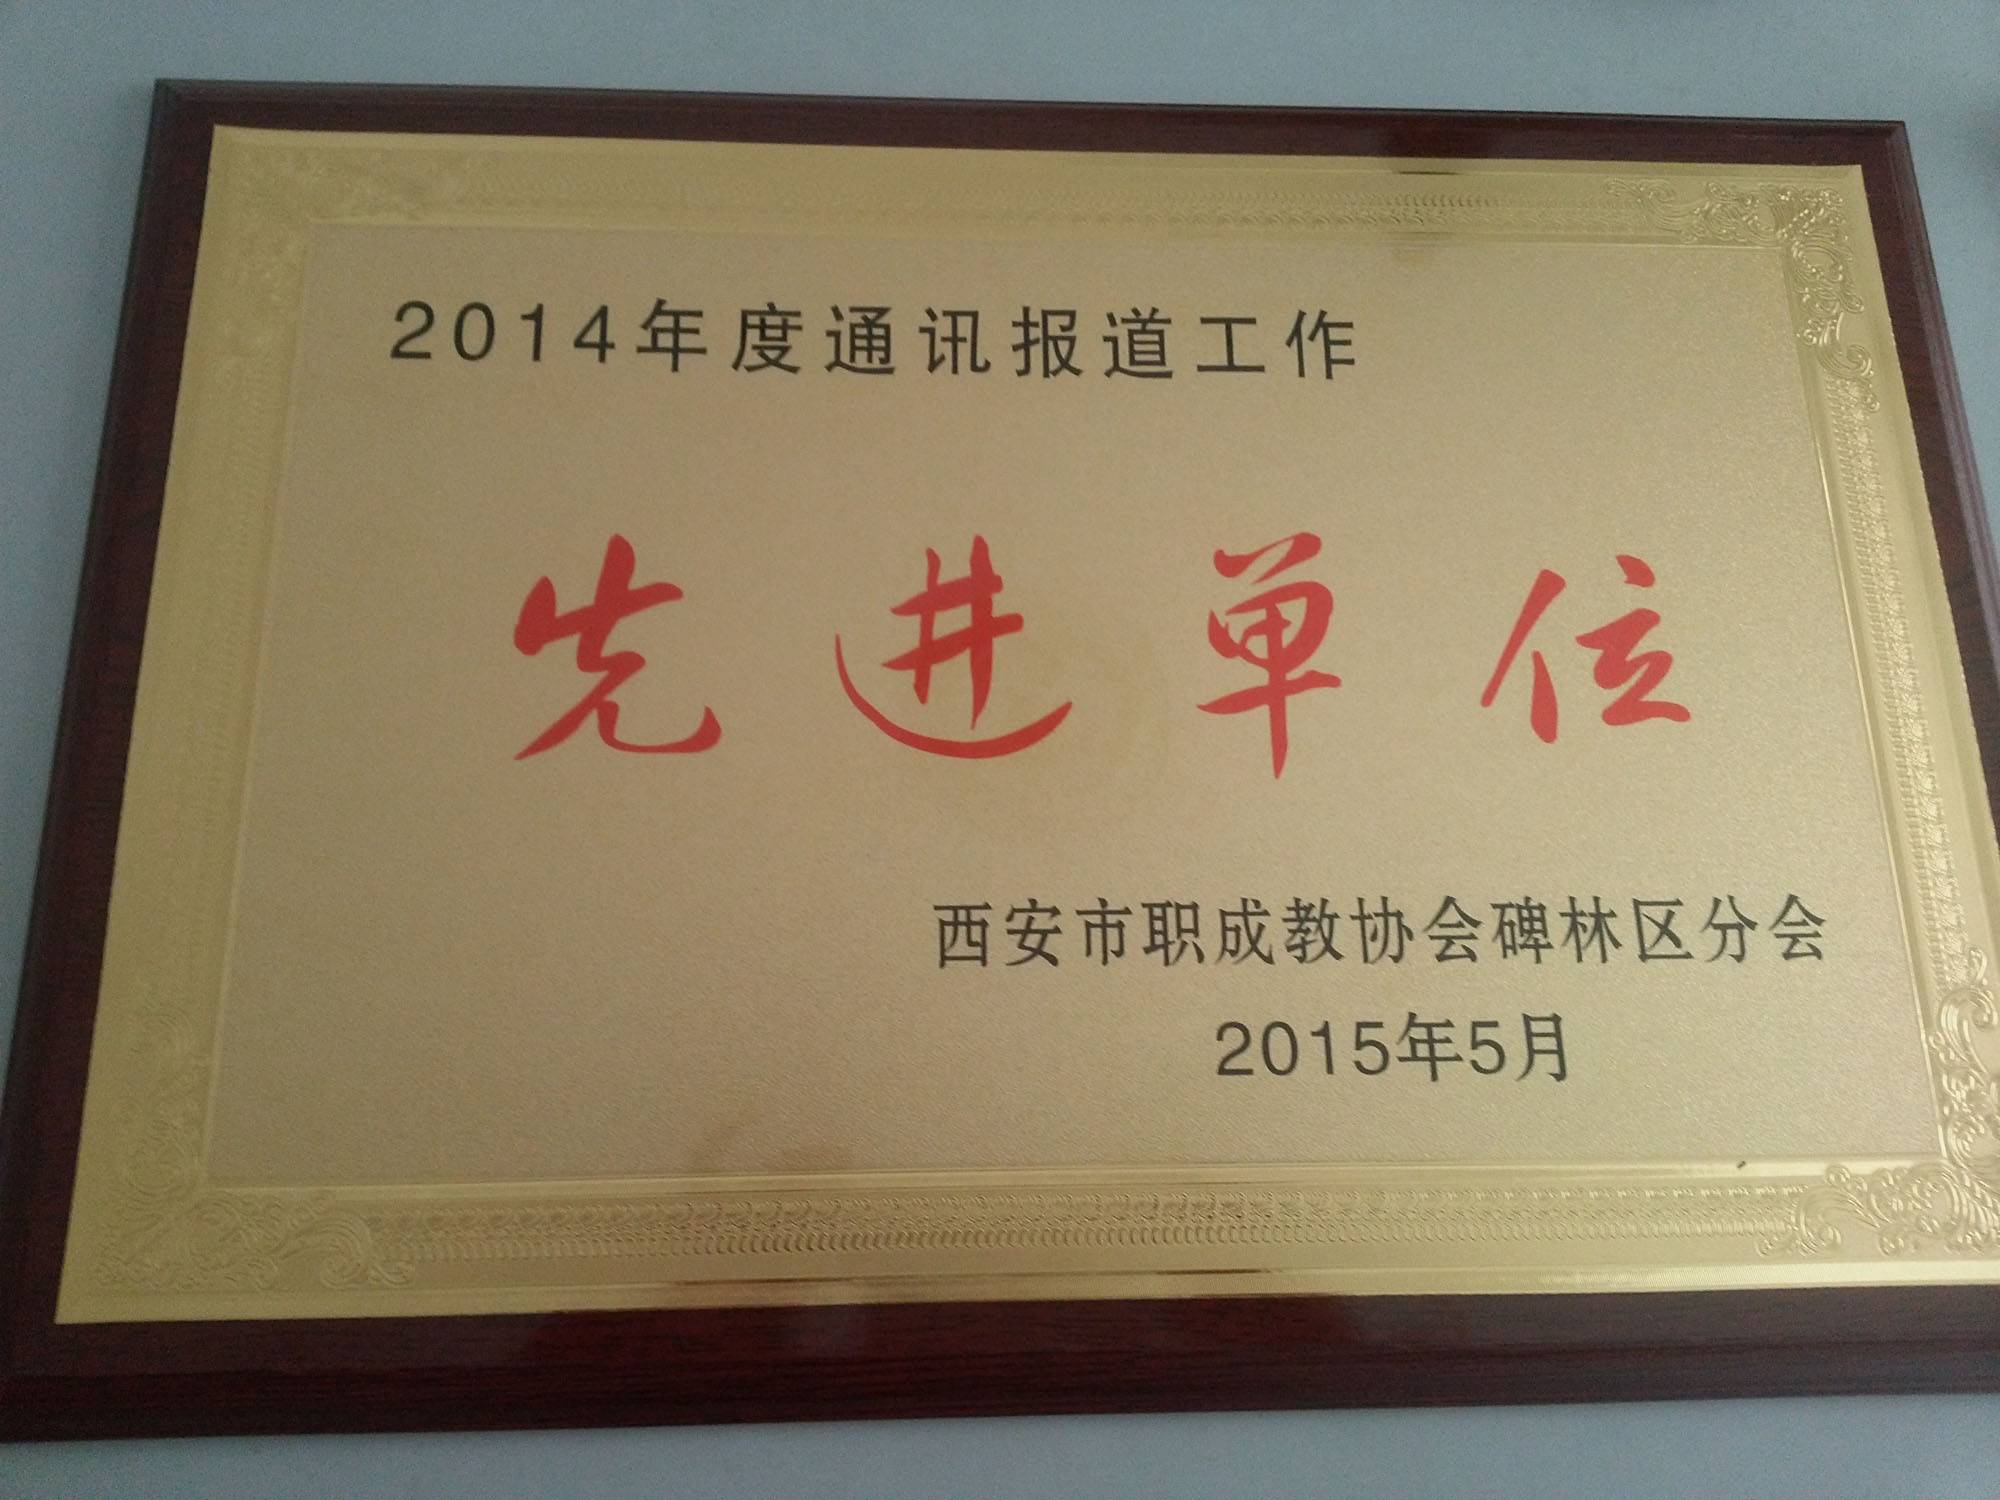 2014年度通讯报道工作
先进单位
西安市职成教协会碑林区分会
2015年5月